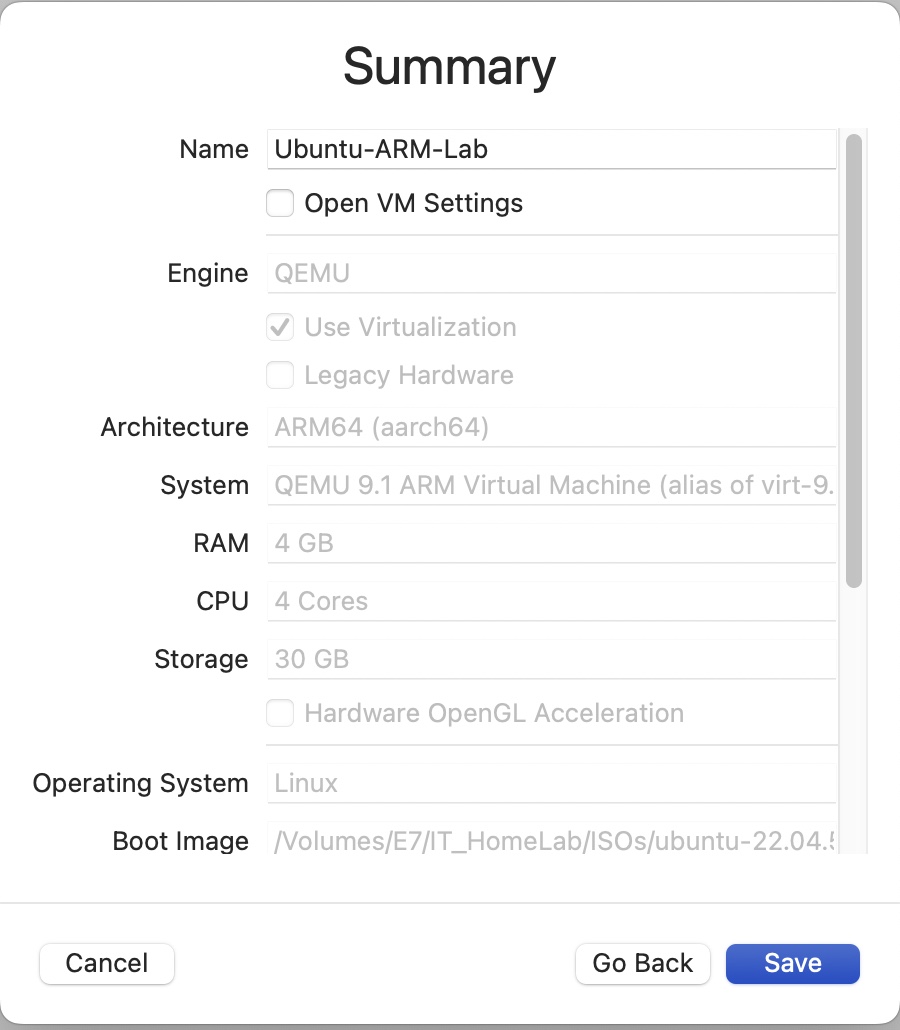 Summary
Name Ubuntu-ARM-Lab
Open VM Settings
Engine QEMU
Use Virtualization
Legacy Hardware
Architecture ARM64 (aarch64)
System QEMU 9.1 ARM Virtual Machine (alias of virt-9.
RAM 4 GB
CPU 4 Cores
Storage 30 GB
Hardware OpenGL Acceleration
Operating System Linux
Boot Image /Volumes/E7/IT_HomeLab/ISOs/ubuntu-22.04.5
Cancel Go Back Save